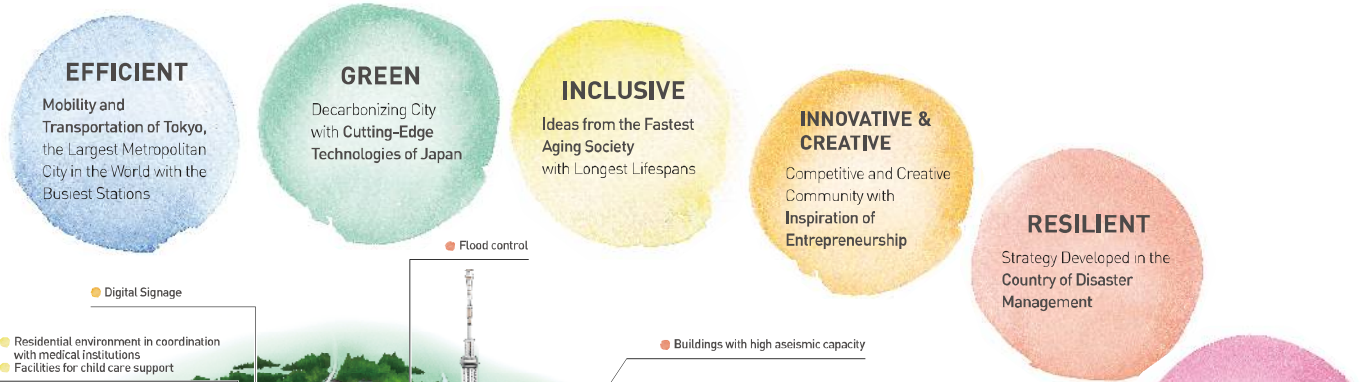 EFFICIENT
Mobility and
Transportation of Tokyo,
the Largest Metropolitan
City in the World with the
Busiest Stations
GREEN
Decarbonizing City
with Cutting-Edge
Technologies of Japan
INCLUSIVE
Ideas from the Fastest
Aging Society
with Longest Lifespans
INNOVATIVE &
CREATIVE
Competitive and Creative
Community with
Inspiration of
Entrepreneurship
RESILIENT
Strategy Developed in the
Country of Disaster
Management
Flood control
Digital Signage
Residential environment in coordination
with medical institutions
Facilities for child care support
Buildings with high aseismic capacity